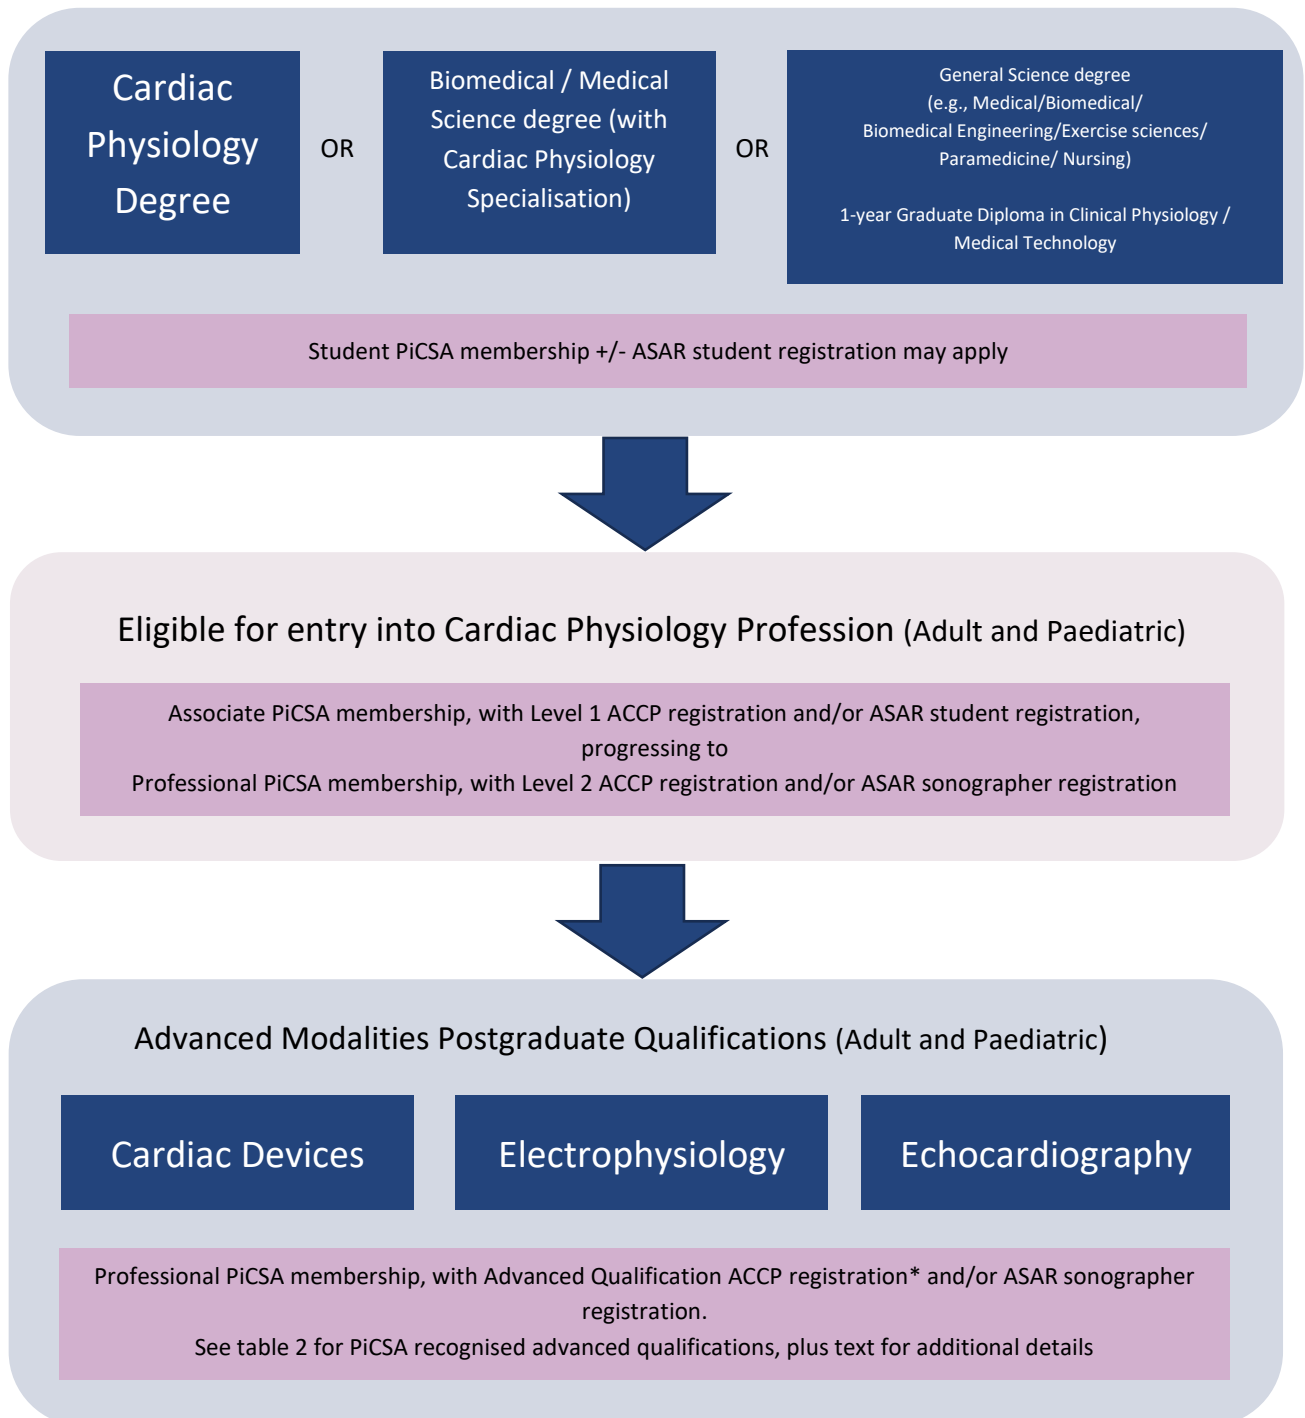 Cardiac
Physiology
Degree
OR
Biomedical / Medical
Science degree (with
Cardiac Physiology
Specialisation)
OR
General Science degree
(e.g., Medical/Biomedical/
Biomedical Engineering/Exercise sciences/
Paramedicine/ Nursing)
1-year Graduate Diploma in Clinical Physiology /
Medical Technology
Student PiCSA membership +/- ASAR student registration may apply
Eligible for entry into Cardiac Physiology Profession (Adult and Paediatric)
Associate PiCSA membership, with Level 1 ACCP registration and/or ASAR student registration,
progressing to
Professional PiCSA membership, with Level 2 ACCP registration and/or ASAR sonographer registration
Advanced Modalities Postgraduate Qualifications (Adult and Paediatric)
Cardiac Devices
Electrophysiology
Echocardiography
Professional PiCSA membership, with Advanced Qualification ACCP registration* and/or ASAR sonographer
registration.
See table 2 for PiCSA recognised advanced qualifications, plus text for additional details